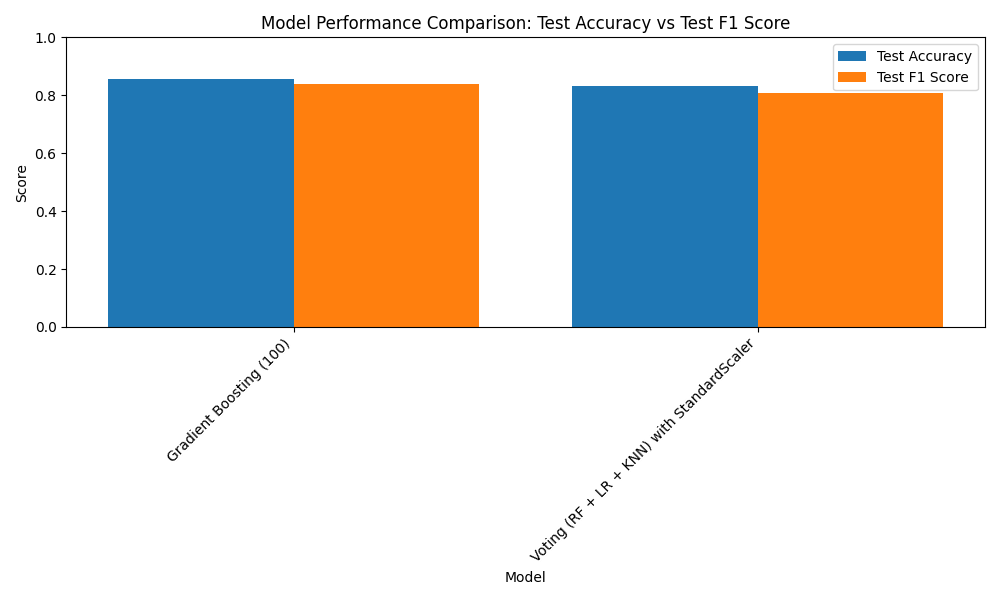 Model Performance Comparison: Test Accuracy vs Test F1 Score
1.0
0.8
0.6
0.4
0.2
0.0
Score
Test Accuracy
Test F1 Score
Gradient Boosting (100)
Voting (RF + LR + KNN) with StandardScaler
Model